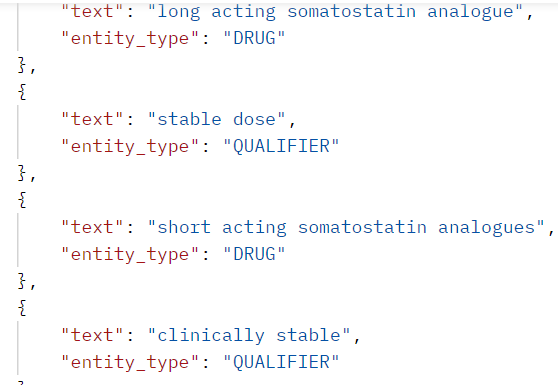 "text": "long acting somatostatin analogue",
"entity_type": "DRUG"
},
{
"text": "stable dose",
"entity_type": "QUALIFIER"
},
{
"text": "short acting somatostatin analogues",
"entity_type": "DRUG"
},
{
"text": "clinically stable",
"entity_type": "QUALIFIER"